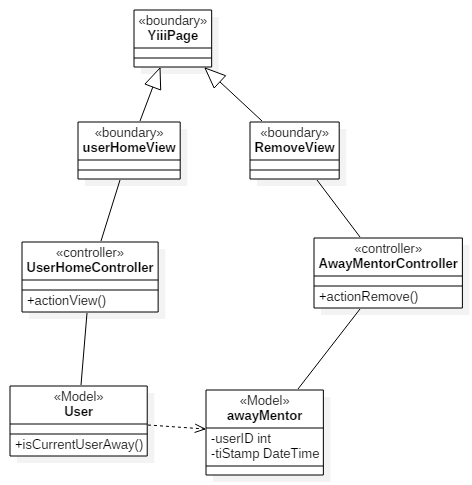 «boundary»
YiiiPage
«boundary»
userHomeView
«boundary»
RemoveView
«controller»
UserHomeController
+actionView()
«controller»
AwayMentorController
+actionRemove()
«Model»
User
+isCurrentUserAway()
«Model»
awayMentor
-userID int
-tiStamp DateTime